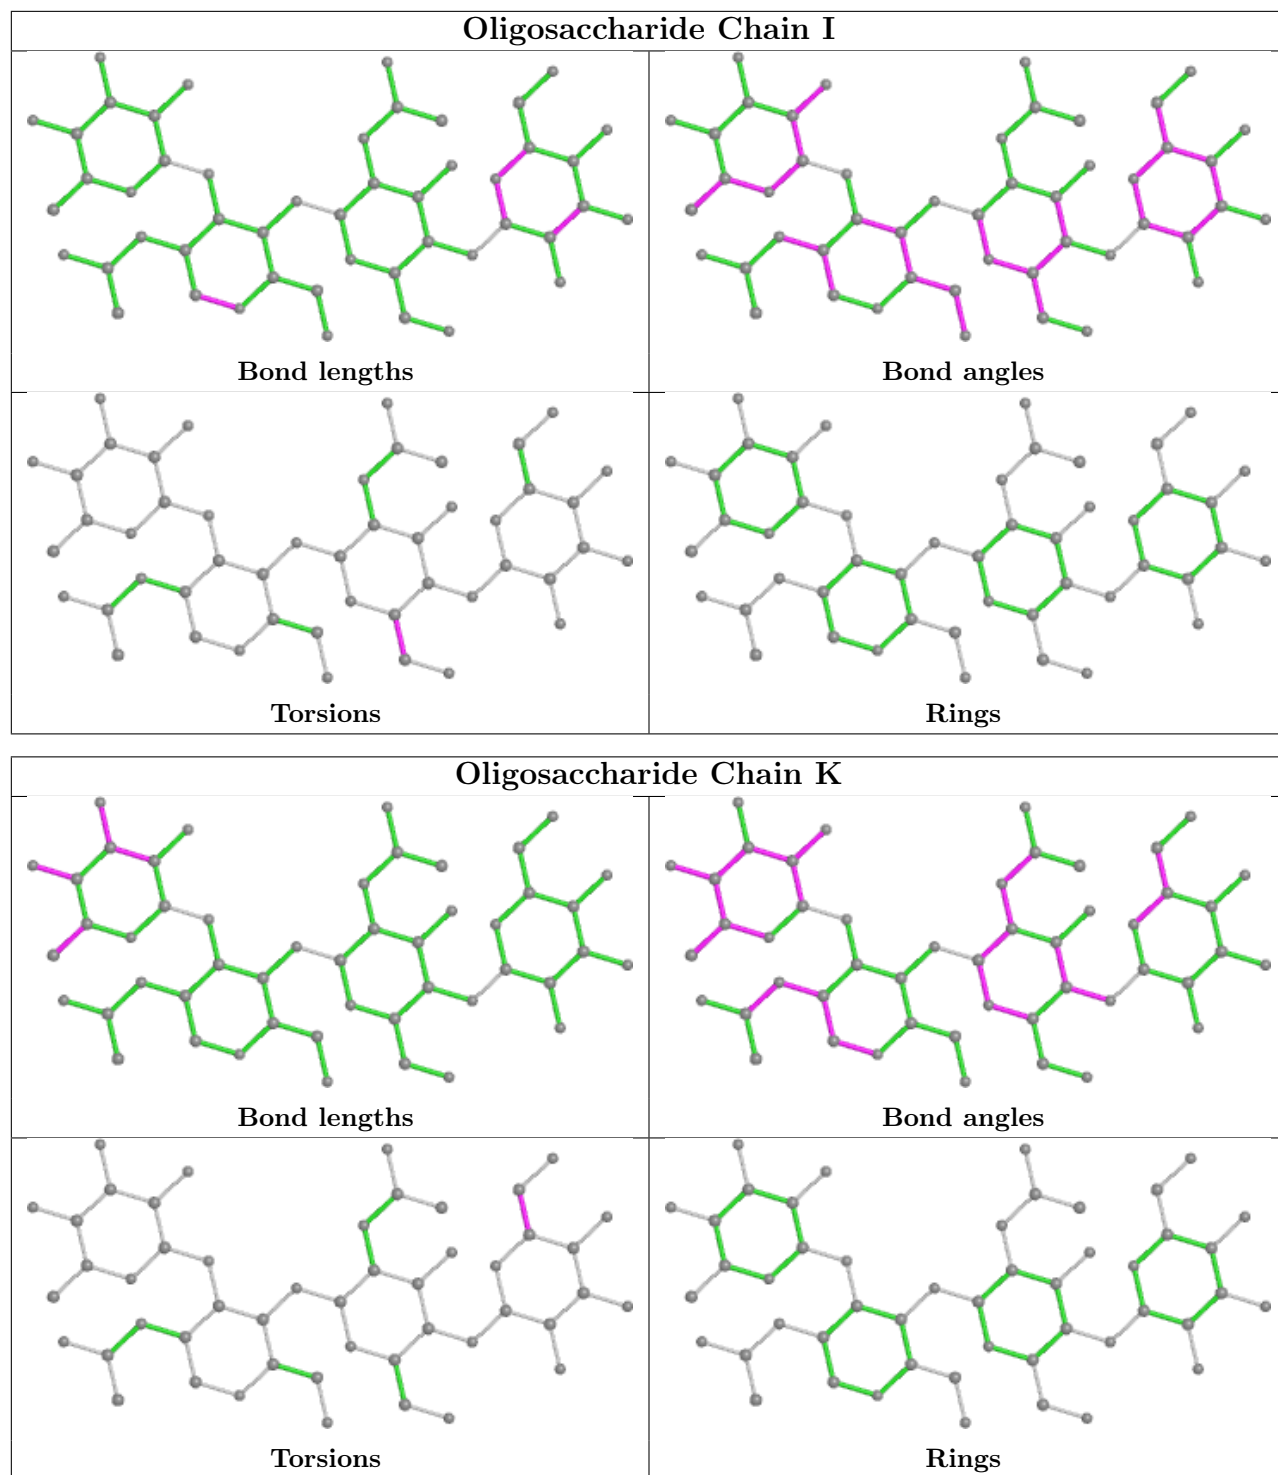 Oligosaccharide Chain I
Bond lengths
Bond angles
Torsions
Rings
Oligosaccharide Chain K
Bond lengths
Bond angles
Torsions
Rings